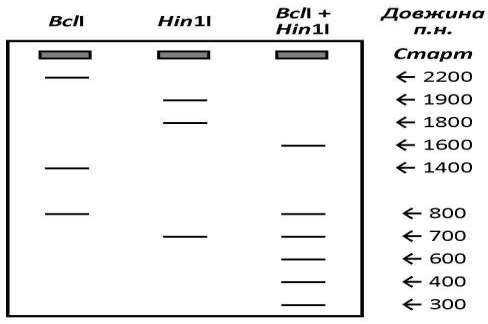 BclI
Hin1I
BclI +
Hin1I
Довжина
п.н.
Старт
← 2200
← 1900
← 1800
← 1600
← 1400
← 800
← 700
← 600
← 400
← 300